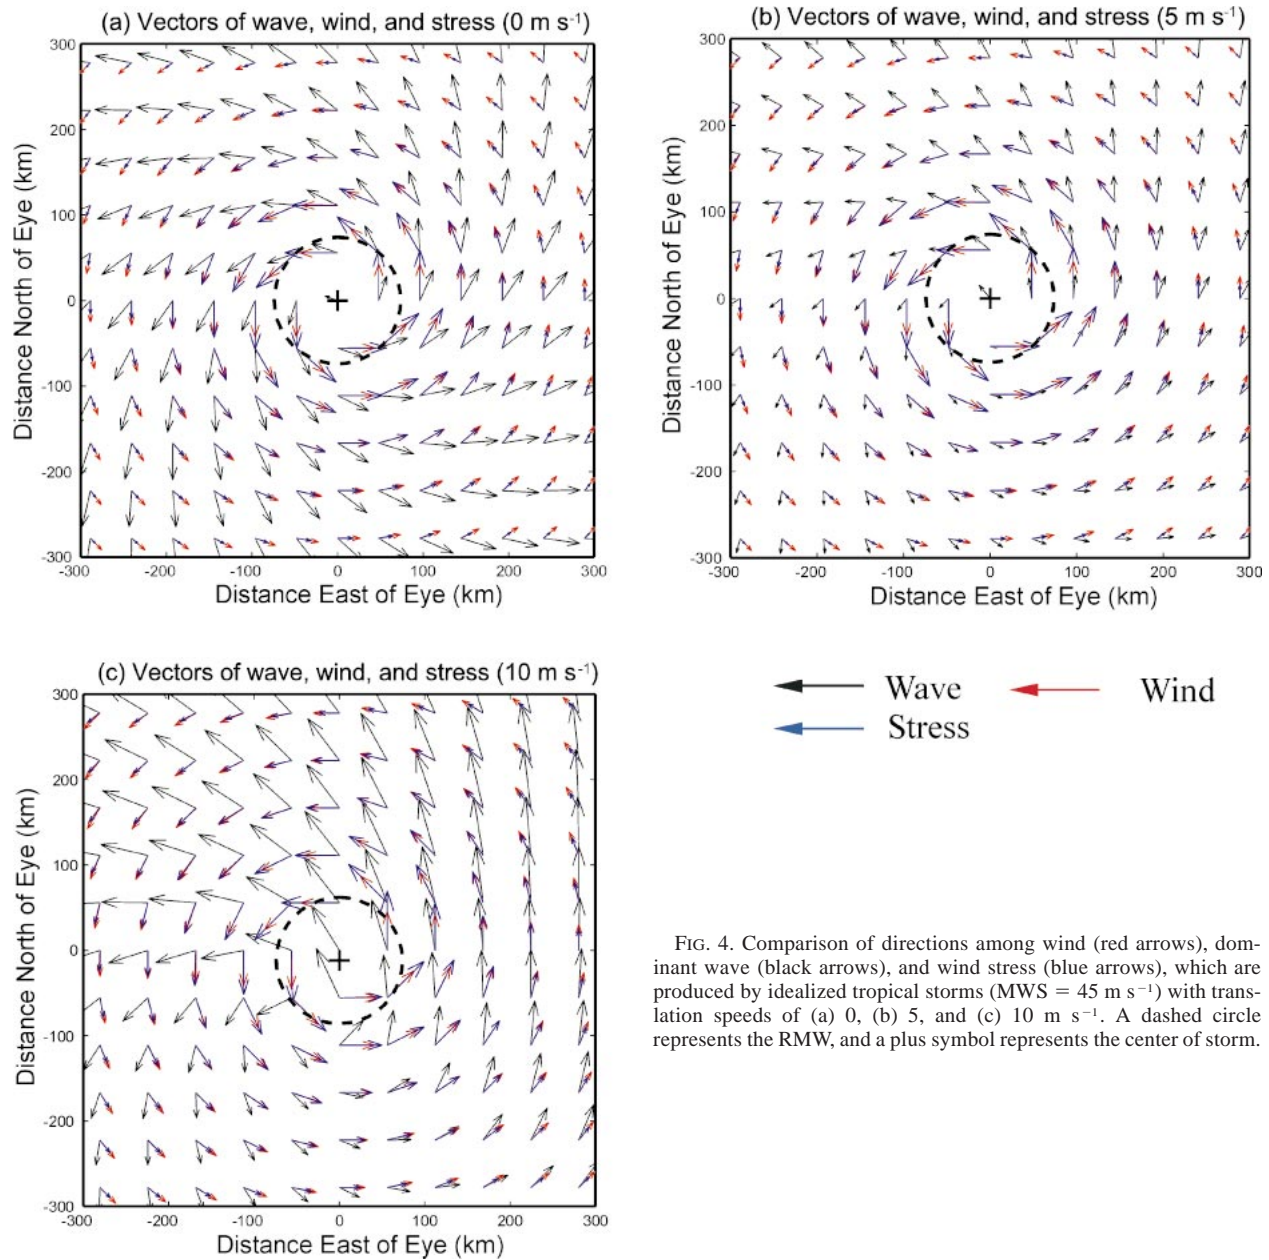 (a) Vectors of wave, wind, and stress (0 m s⁻¹)
300
200
100
0
-100
-200
-300
Distance North of Eye (km)
-300 -200 -100 0 100 200 300
Distance East of Eye (km)
(b) Vectors of wave, wind, and stress (5 m s⁻¹)
300
200
100
0
-100
-200
-300
Distance North of Eye (km)
-300 -200 -100 0 100 200 300
Distance East of Eye (km)
(c) Vectors of wave, wind, and stress (10 m s⁻¹)
300
200
100
0
-100
-200
-300
Distance North of Eye (km)
-300 -200 -100 0 100 200 300
Distance East of Eye (km)
Wave Wind
Stress
FIG. 4. Comparison of directions among wind (red arrows), dom-
inant wave (black arrows), and wind stress (blue arrows), which are
produced by idealized tropical storms (MWS = 45 m s⁻¹) with trans-
lation speeds of (a) 0, (b) 5, and (c) 10 m s⁻¹. A dashed circle
represents the RMW, and a plus symbol represents the center of storm.